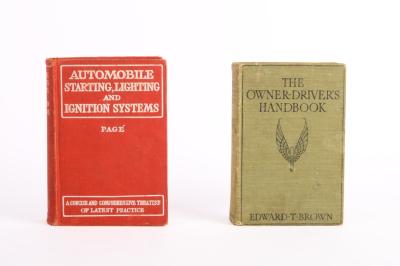 AUTOMOBILE
STARTING, LIGHTING
AND
IGNITION SYSTEMS
PAGÉ
A CONCISE AND COMPREHENSIVE TREATISE
OF LATEST PRACTICE
THE
OWNER-DRIVER'S
HANDBOOK
EDWARD·T·BROWN